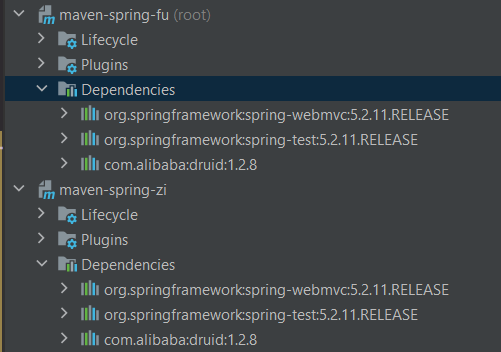 maven-spring-fu (root)
Lifecycle
Plugins
Dependencies
org.springframework:spring-webmvc:5.2.11.RELEASE
org.springframework:spring-test:5.2.11.RELEASE
com.alibaba:druid:1.2.8
maven-spring-zi
Lifecycle
Plugins
Dependencies
org.springframework:spring-webmvc:5.2.11.RELEASE
org.springframework:spring-test:5.2.11.RELEASE
com.alibaba:druid:1.2.8